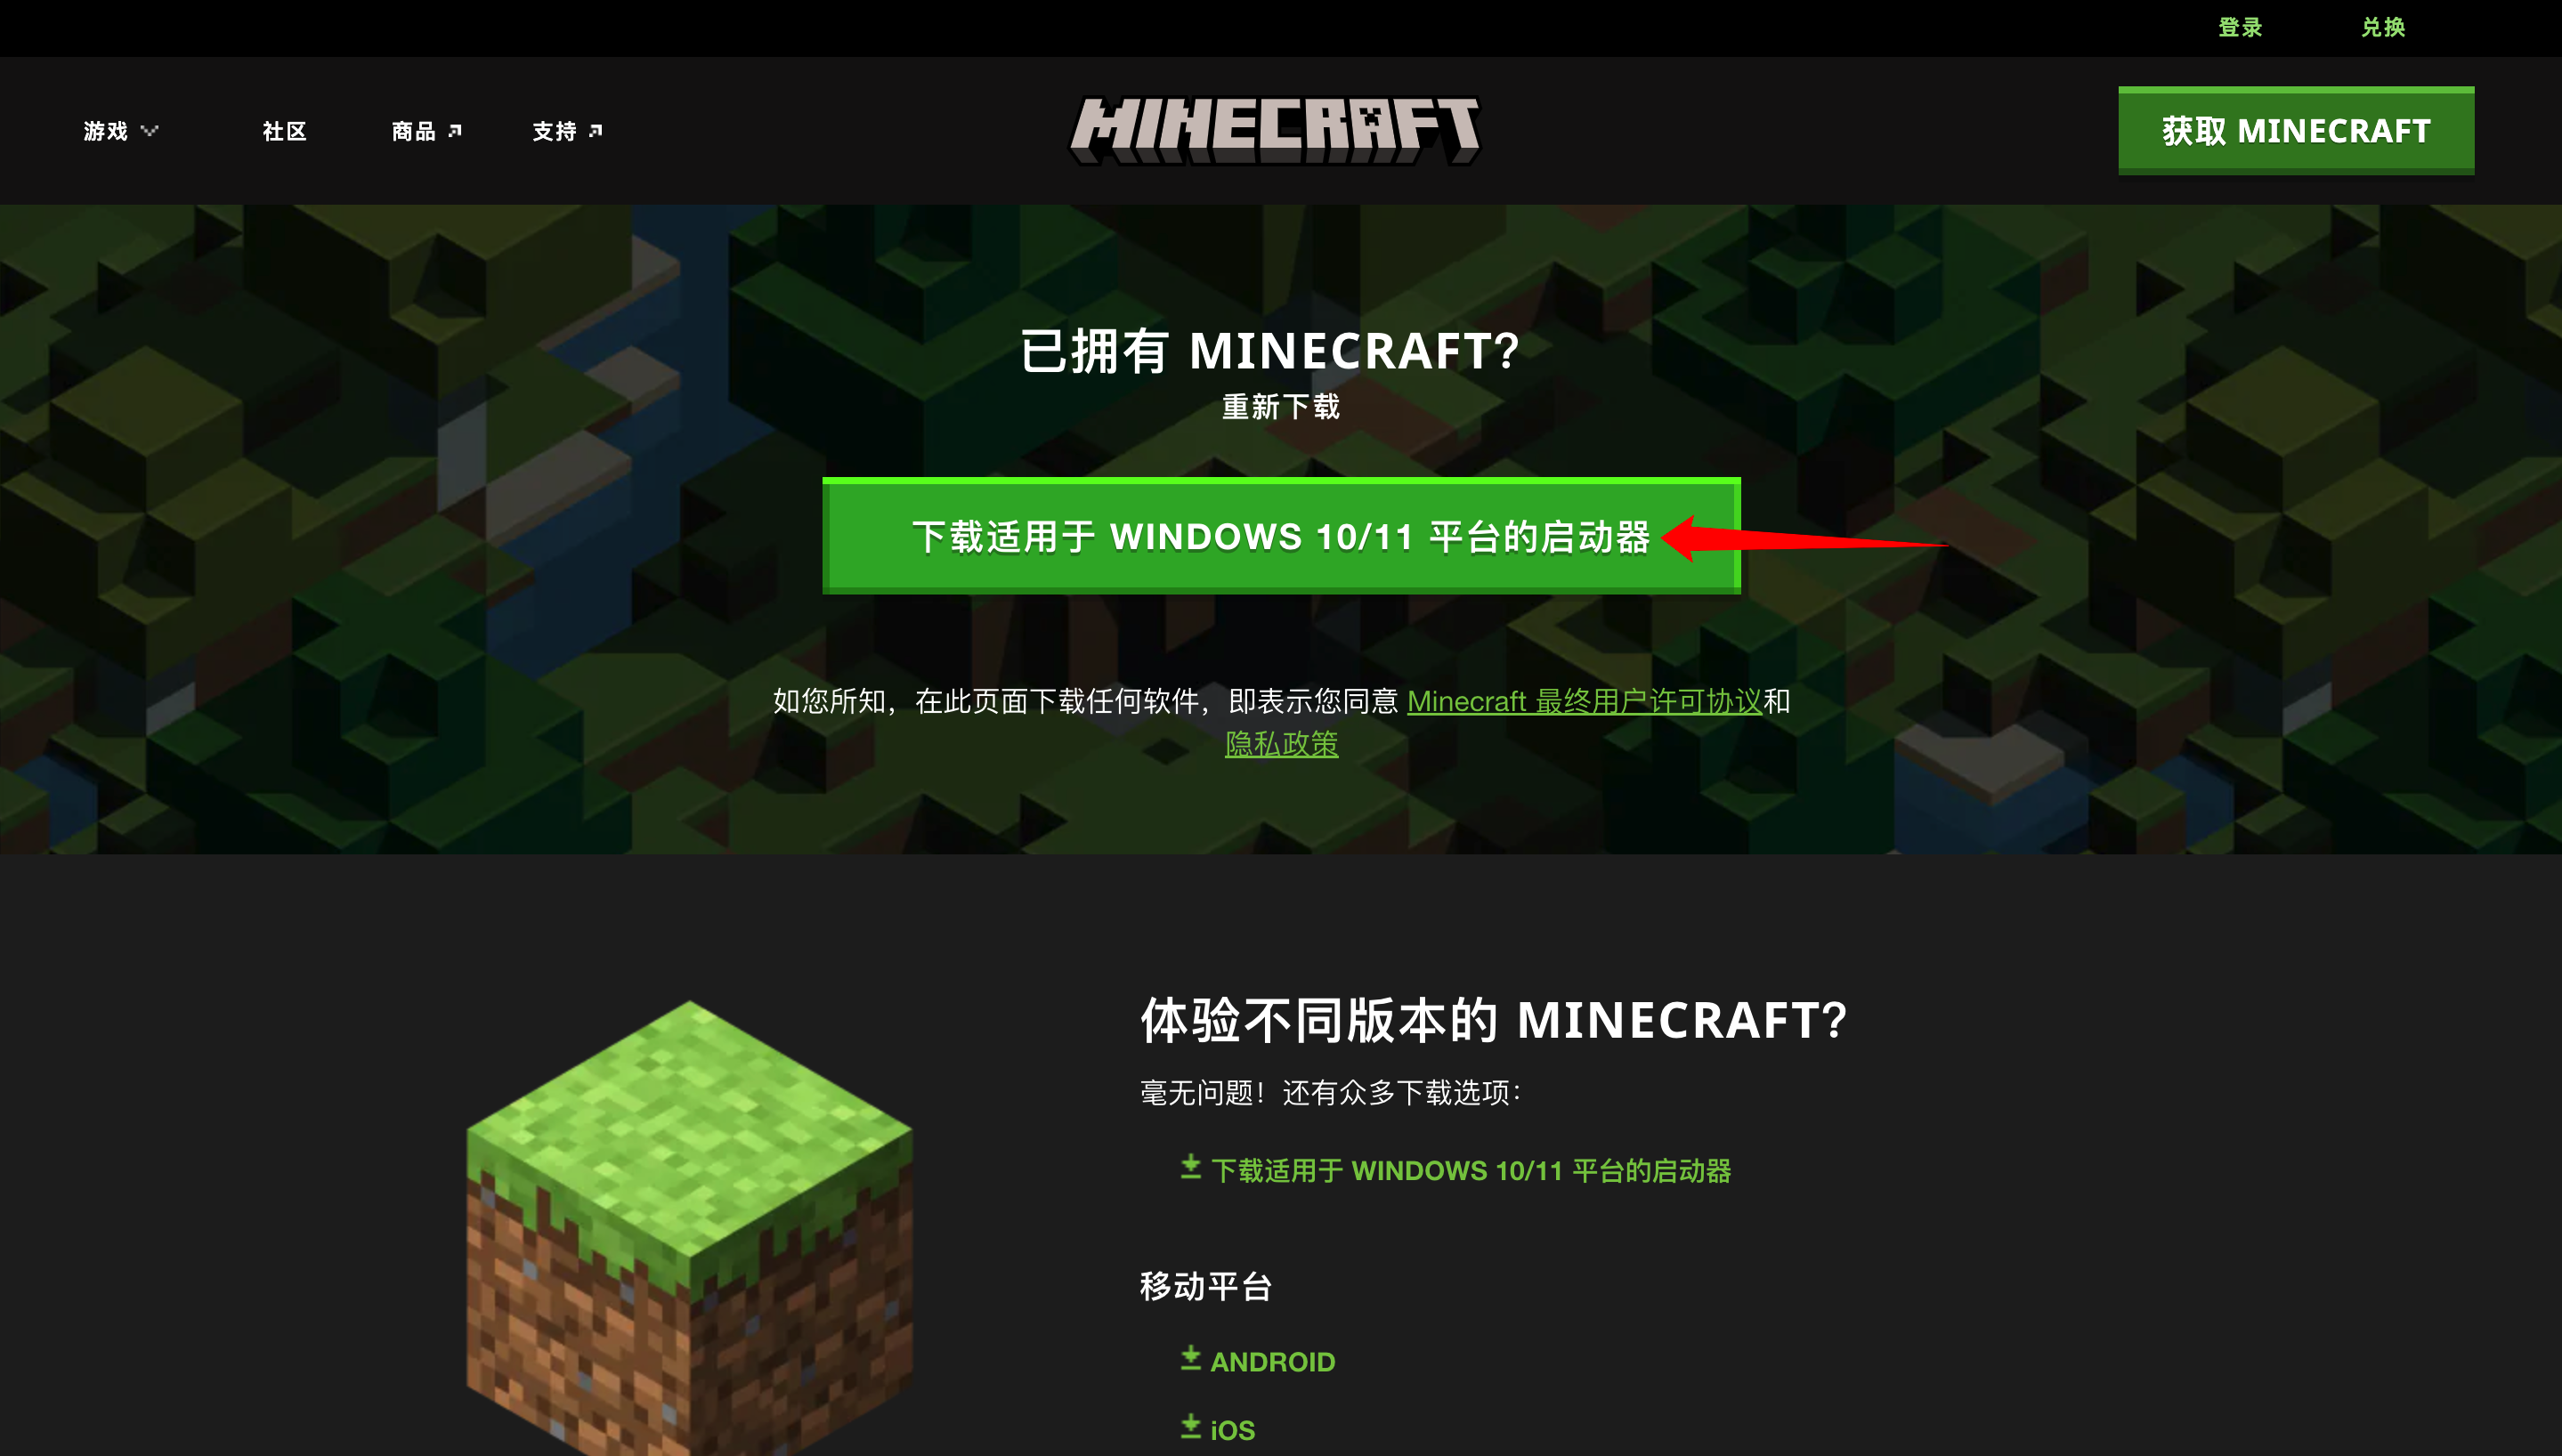 登录 兑换
游戏 社区 商品 支持 MINECRAFT 获取 MINECRAFT
已拥有 MINECRAFT？
重新下载
下载适用于 WINDOWS 10/11 平台的启动器
如您所知，在此页面下载任何软件，即表示您同意 Minecraft 最终用户许可协议和
隐私政策
体验不同版本的 MINECRAFT？
毫无问题！还有众多下载选项：
下载适用于 WINDOWS 10/11 平台的启动器
移动平台
ANDROID
iOS